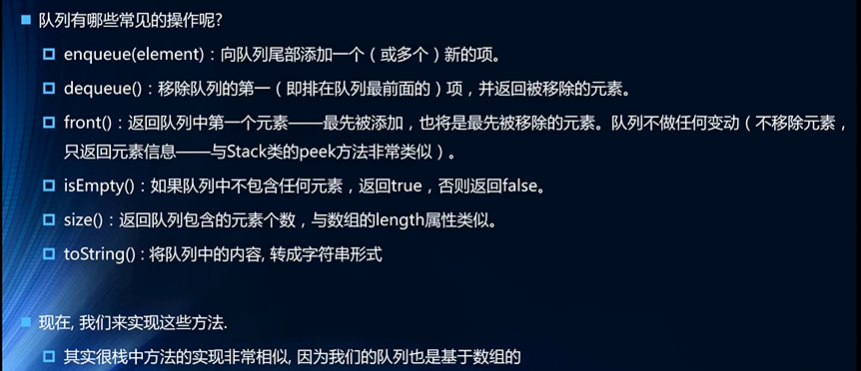 队列有哪些常见的操作呢?
enqueue(element)：向队列尾部添加一个（或多个）新的项。
dequeue()：移除队列的第一（即排在队列最前面的）项，并返回被移除的元素。
front()：返回队列中第一个元素——最先被添加，也将是最先被移除的元素。队列不做任何变动（不移除元素，
只返回元素信息——与Stack类的peek方法非常类似）。
isEmpty()：如果队列中不包含任何元素，返回true，否则返回false。
size()：返回队列包含的元素个数，与数组的length属性类似。
toString() : 将队列中的内容, 转成字符串形式
现在, 我们来实现这些方法.
其实很栈中方法的实现非常相似, 因为我们的队列也是基于数组的